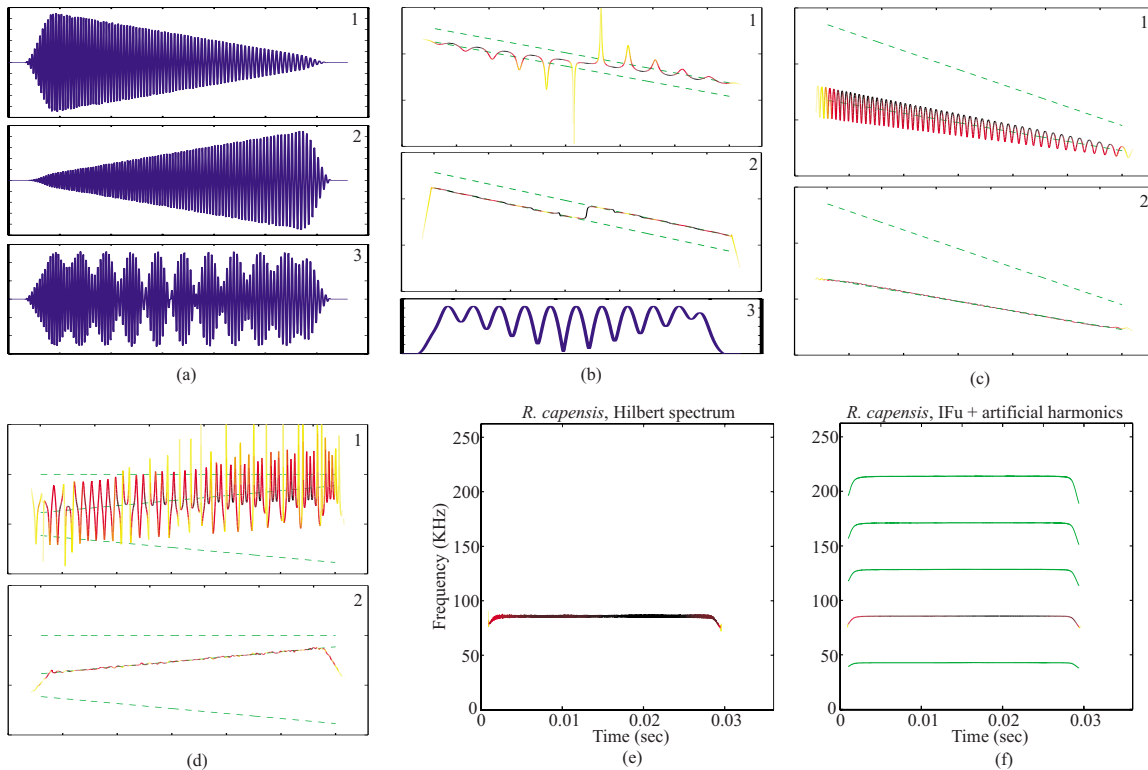 1
2
3
(a)
1
2
3
(b)
1
2
(c)
1
2
(d)
R. capensis, Hilbert spectrum
Frequency (KHz)
250
200
150
100
50
0
0 0.01 0.02 0.03
Time (sec)
(e)
R. capensis, IFu + artificial harmonics
250
200
150
100
50
0
0 0.01 0.02 0.03
Time (sec)
(f)